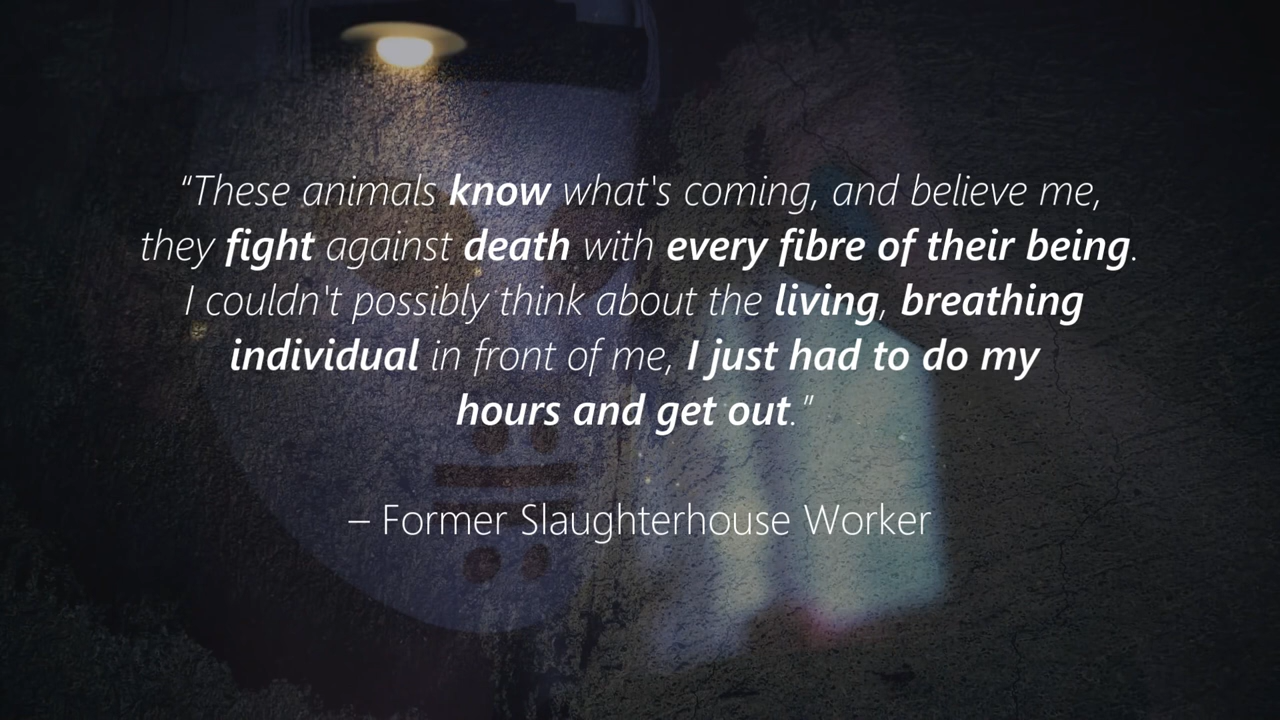 "These animals know what's coming, and believe me,
they fight against death with every fibre of their being.
I couldn't possibly think about the living, breathing
individual in front of me, I just had to do my
hours and get out."
– Former Slaughterhouse Worker